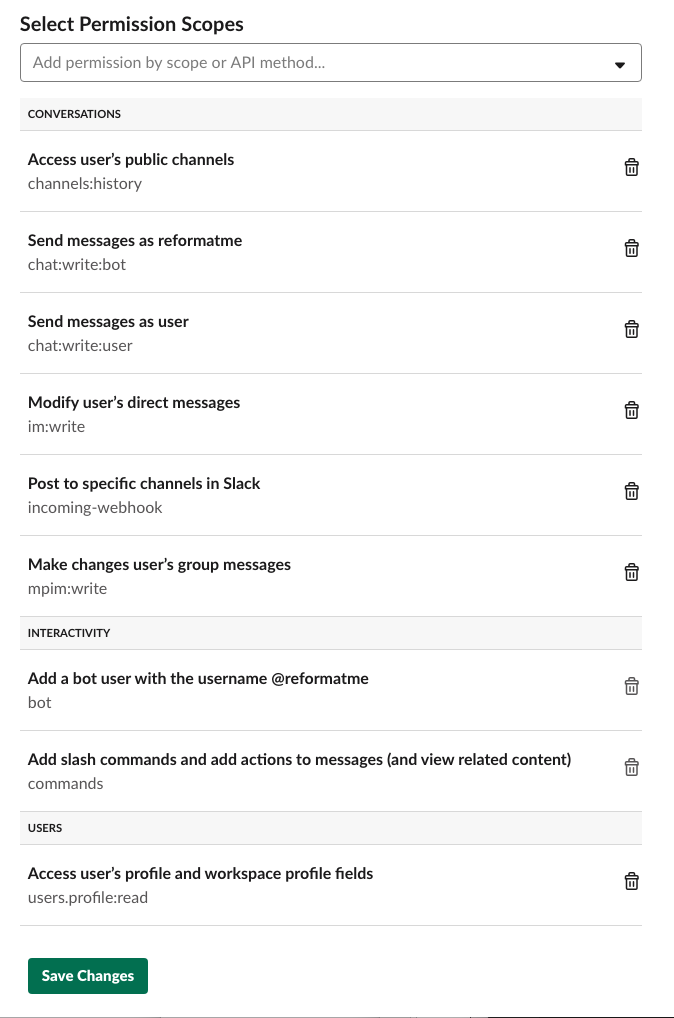 Select Permission Scopes
Add permission by scope or API method...
CONVERSATIONS
Access user’s public channels
channels:history
Send messages as reformatme
chat:write:bot
Send messages as user
chat:write:user
Modify user’s direct messages
im:write
Post to specific channels in Slack
incoming-webhook
Make changes user’s group messages
mpim:write
INTERACTIVITY
Add a bot user with the username @reformatme
bot
Add slash commands and add actions to messages (and view related content)
commands
USERS
Access user’s profile and workspace profile fields
users.profile:read
Save Changes